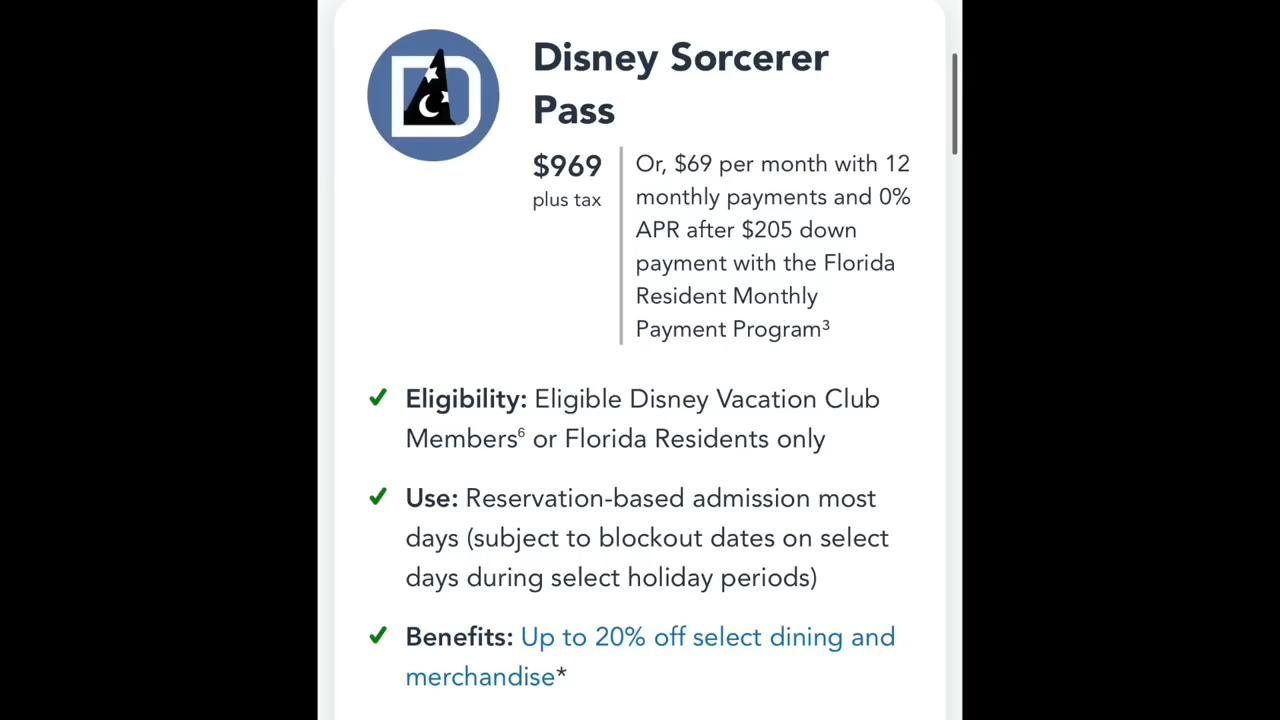 Disney Sorcerer
Pass
$969
plus tax
Or, $69 per month with 12
monthly payments and 0%
APR after $205 down
payment with the Florida
Resident Monthly
Payment Program³
Eligibility: Eligible Disney Vacation Club
Members⁶ or Florida Residents only
Use: Reservation-based admission most
days (subject to blockout dates on select
days during select holiday periods)
Benefits: Up to 20% off select dining and
merchandise*